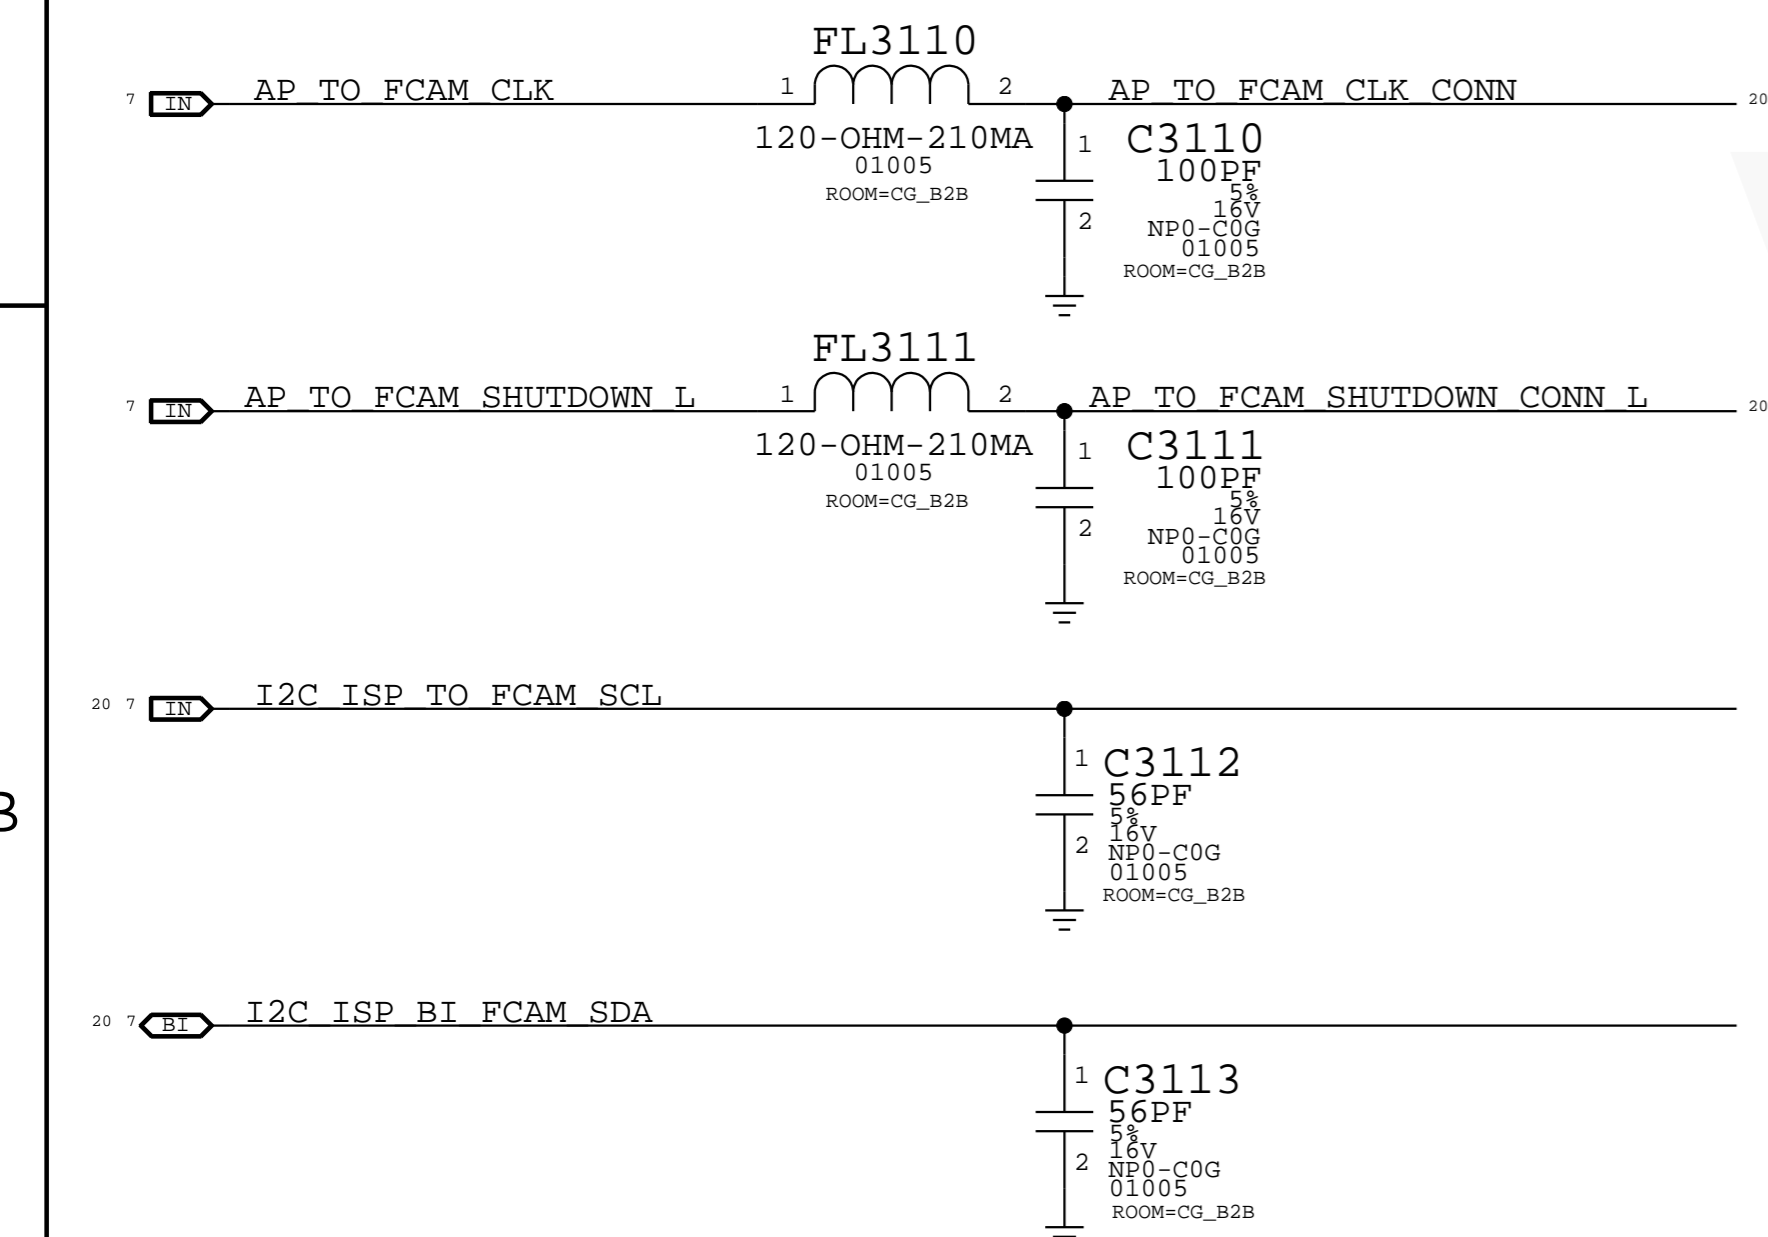 FL3110
7 IN AP_TO_FCAM_CLK 1 2 AP_TO_FCAM_CLK_CONN 20
120-OHM-210MA
01005
ROOM=CG_B2B
1 C3110
100PF
5%
16V
2 NP0-C0G
01005
ROOM=CG_B2B
FL3111
7 IN AP_TO_FCAM_SHUTDOWN_L 1 2 AP_TO_FCAM_SHUTDOWN_CONN_L 20
120-OHM-210MA
01005
ROOM=CG_B2B
1 C3111
100PF
5%
16V
2 NP0-C0G
01005
ROOM=CG_B2B
20 7 IN I2C_ISP_TO_FCAM_SCL
1 C3112
56PF
5%
16V
2 NP0-C0G
01005
ROOM=CG_B2B
20 7 BI I2C_ISP_BI_FCAM_SDA
1 C3113
56PF
5%
16V
2 NP0-C0G
01005
ROOM=CG_B2B